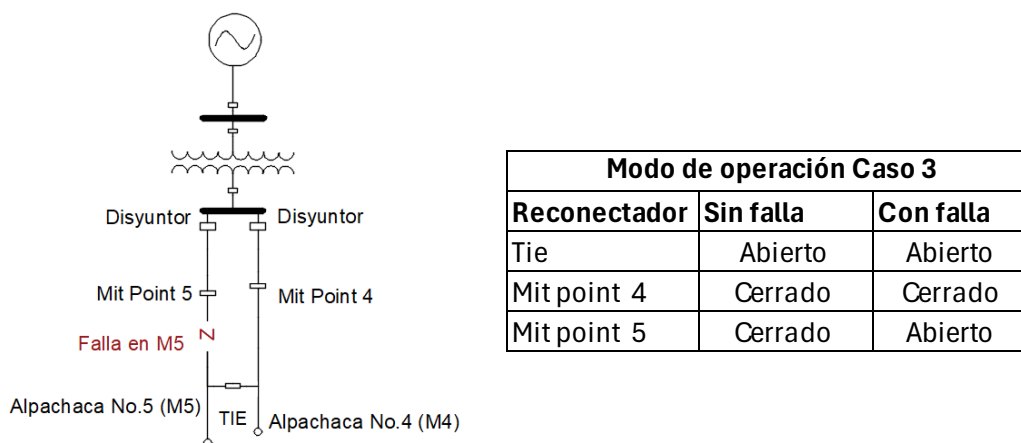 Disyuntor
Disyuntor
Mit Point 5
Mit Point 4
Falla en M5
Alpachaca No.5 (M5)
TIE
Alpachaca No.4 (M4)
Modo de operación Caso 3
Reconectador Sin falla Con falla
Tie Abierto Abierto
Mit point 4 Cerrado Cerrado
Mit point 5 Cerrado Abierto